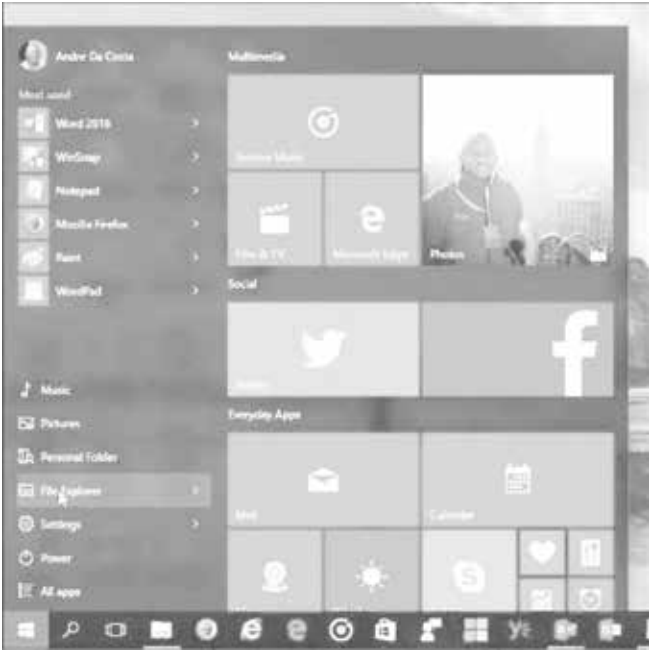 Andre Da Costa
Most used
Word 2016
WinSnap
Notepad
Mozilla Firefox
Paint
WordPad
Music
Pictures
Personal Folder
File Explorer
Settings
Power
All apps
Multimedia
Groove Music
Film & TV
Microsoft Edge
Photos
Social
Twitter
Everyday Apps
Mail
Calendar